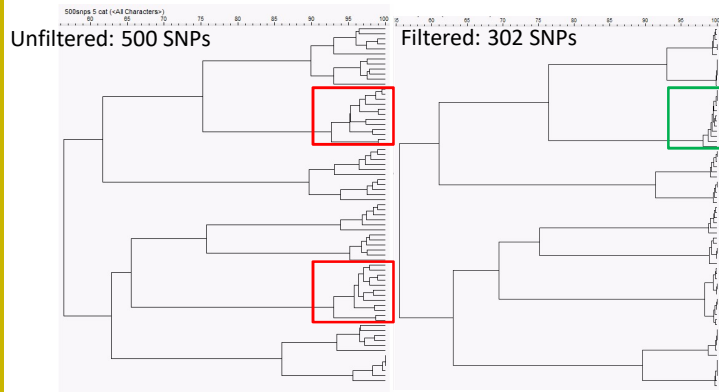 500snps 5 cat (<All Characters>)
60 65 70 75 80 85 90 95 100
55 60 65 70 75 80 85 90 95 100
Unfiltered: 500 SNPs
Filtered: 302 SNPs